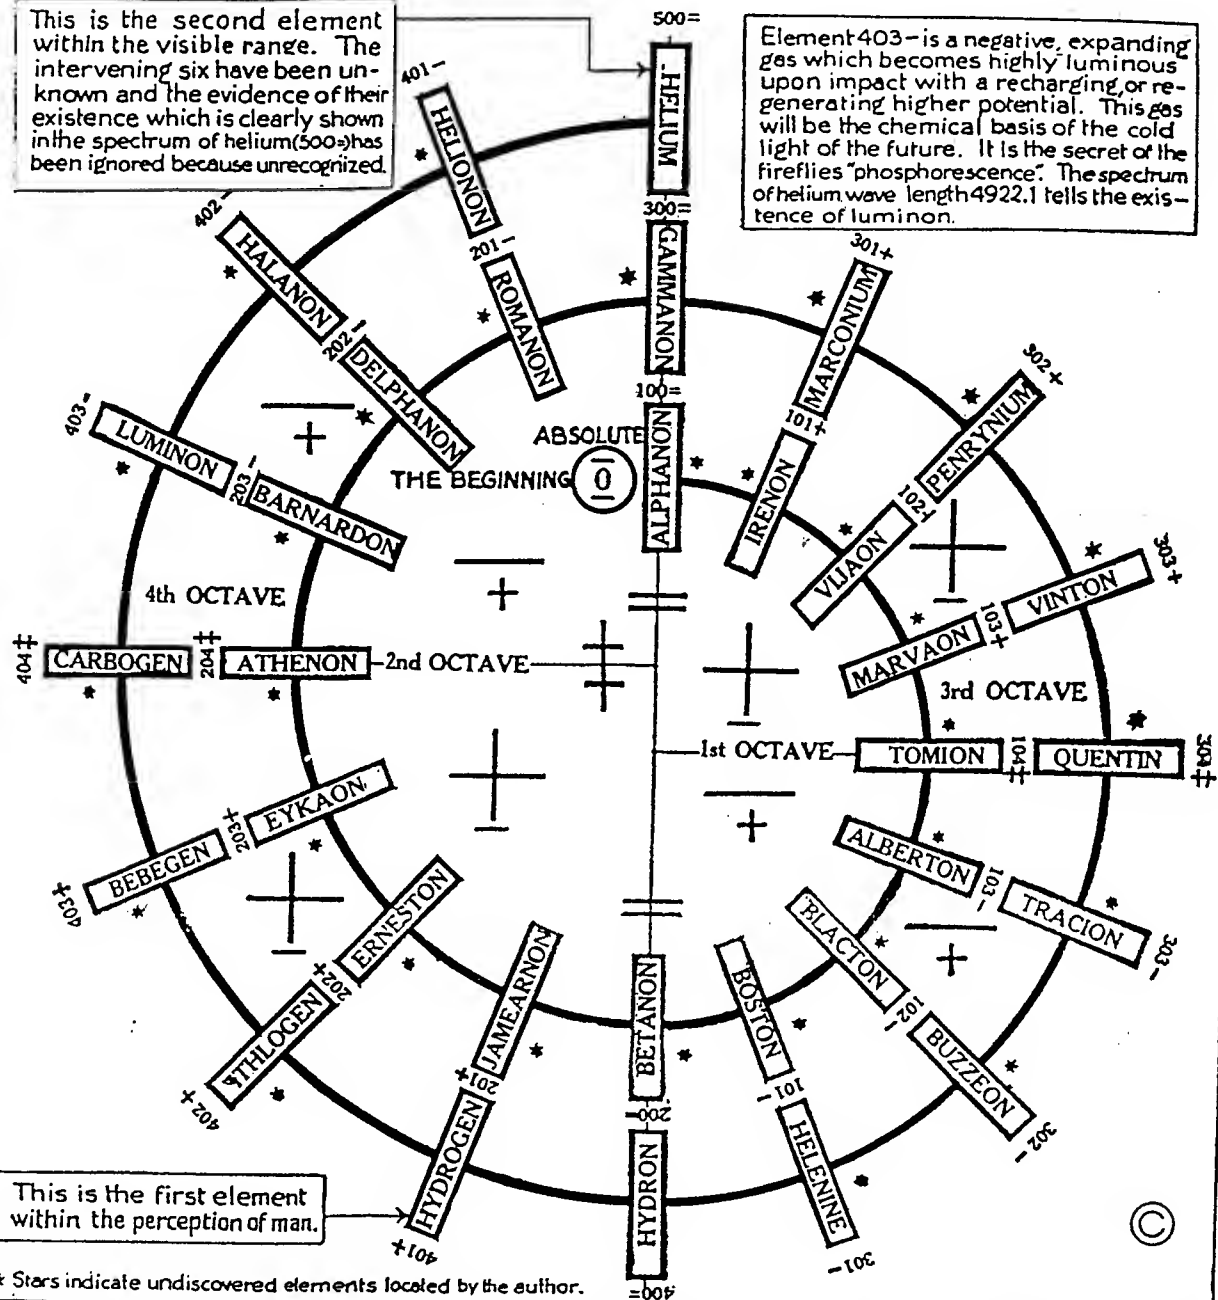 This is the second element
within the visible range. The
intervening six have been un-
known and the evidence of their
existence which is clearly shown
in the spectrum of helium(500=)has
been ignored because unrecognized.
500=
HELIUM
Element 403- is a negative, expanding
gas which becomes highly luminous
upon impact with a recharging, or re-
generating higher potential. This gas
will be the chemical basis of the cold
light of the future. It is the secret of the
fireflies "phosphorescence". The spectrum
of helium wave length 4922.1 tells the exis-
tence of luminon.
401-
HELIONON
402-
HALANON
403-
LUMINON
404‡
CARBOGEN
403+
BEBEGEN
402+
401+
HYDROGEN
400=
HYDRON
4th OCTAVE
300=
GAMMANON
301+
MARCONIUM
302+
PENRYNIUM
303+
VINTON
304‡
QUENTIN
303-
TRACION
302-
BUZZEON
301-
HELENINE
3rd OCTAVE
201-
ROMANON
202-
DELPHANON
203-
BARNARDON
204‡
ATHENON
203+
EYKAON
202+
ERNESTON
201+
JAMEARNON
200=
BETANON
2nd OCTAVE
100=
ALPHANON
101+
IRENON
102+
VIJAON
103+
MARVAON
104‡
TOMION
103-
ALBERTON
102-
BLACTON
101-
BOSTON
1st OCTAVE
ABSOLUTE
THE BEGINNING
0
This is the first element
within the perception of man.
* Stars indicate undiscovered elements located by the author.
©